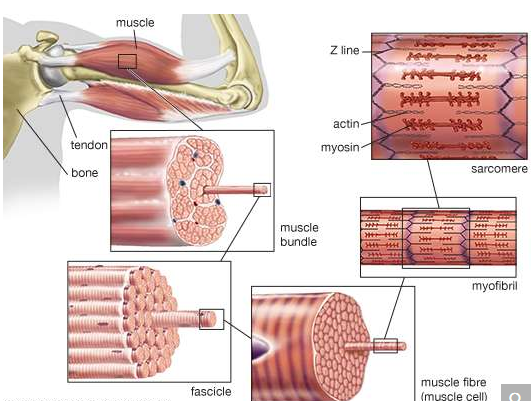 muscle
Z line
actin
myosin
tendon
bone
sarcomere
muscle
bundle
myofibril
fascicle
muscle fibre
(muscle cell)